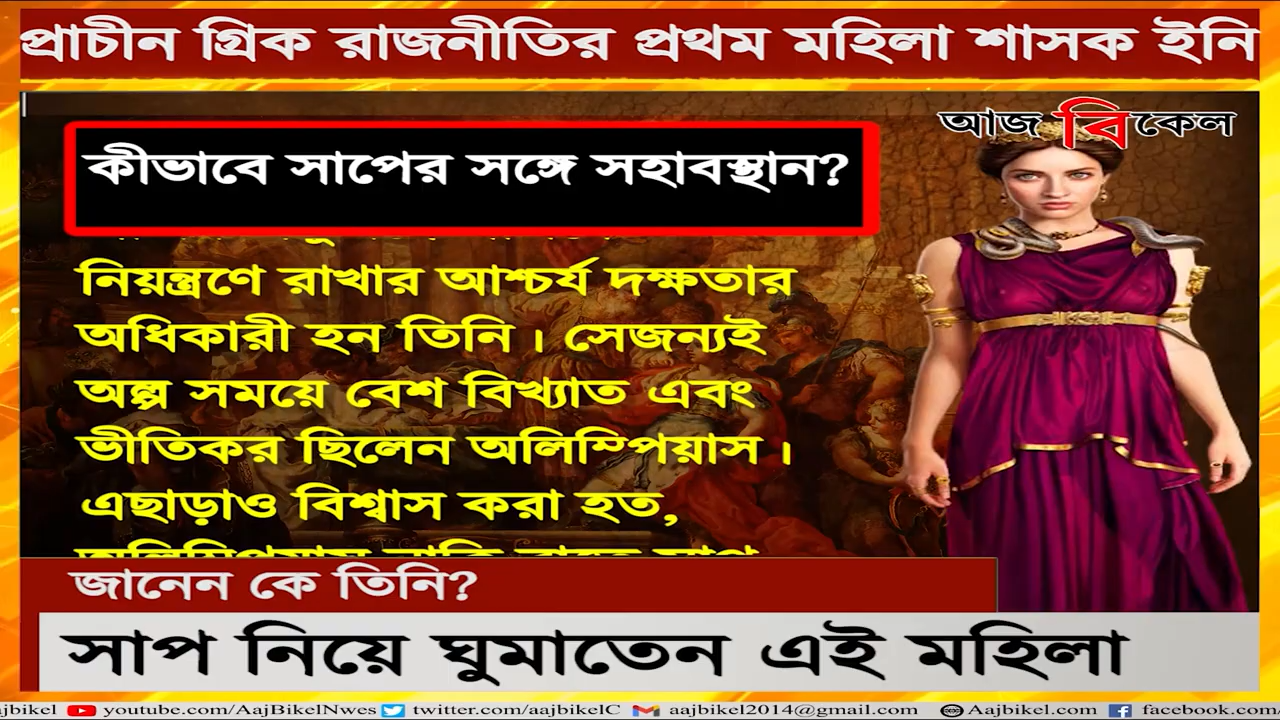 প্রাচীন গ্রিক রাজনীতির প্রথম মহিলা শাসক ইনি
আজ বিকেল
কীভাবে সাপের সঙ্গে সহাবস্থান?
নিয়ন্ত্রণে রাখার আশ্চর্য দক্ষতার
অধিকারী হন তিনি। সেজন্যই
অল্প সময়ে বেশ বিখ্যাত এবং
ভীতিকর ছিলেন অলিম্পিয়াস।
এছাড়াও বিশ্বাস করা হত,
জানেন কে তিনি?
সাপ নিয়ে ঘুমাতেন এই মহিলা
ajbikel youtube.com/AajBikelNwes twitter.com/aajbikelC aajbikel2014@gmail.com Aajbikel.com facebook.com/